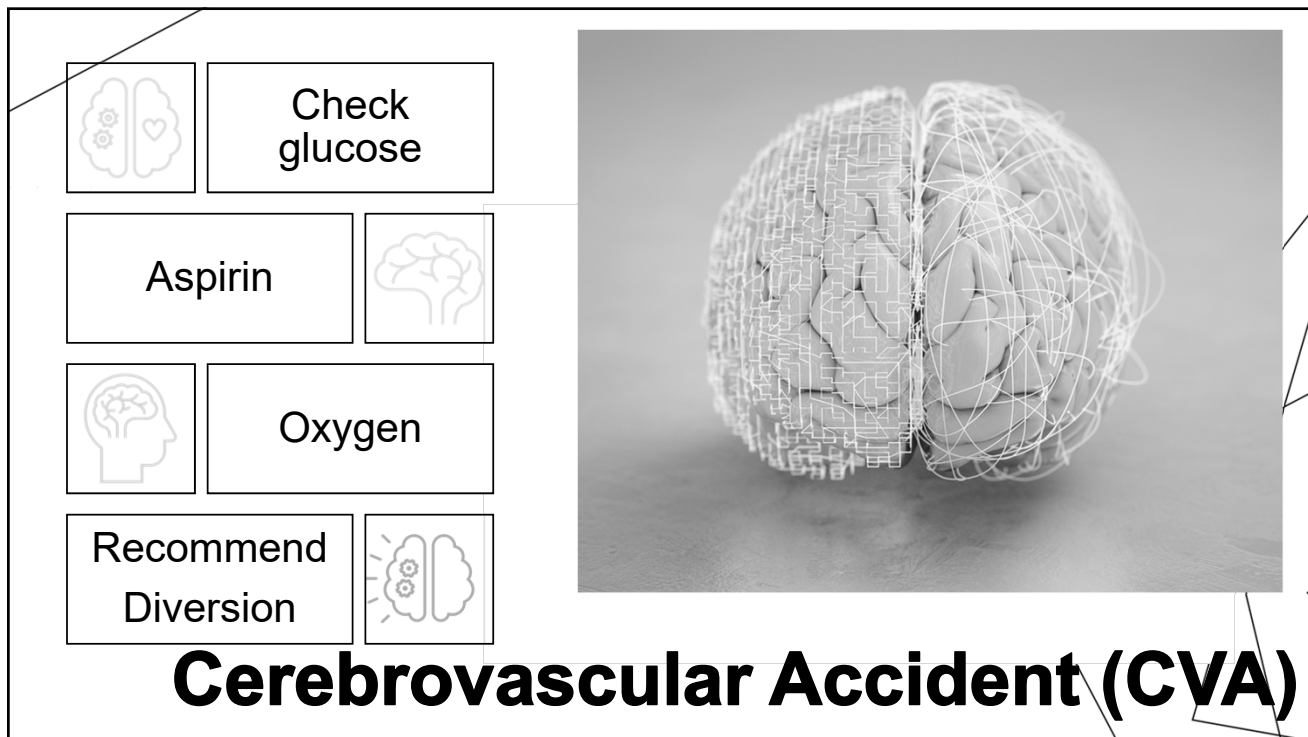 Check
glucose
Aspirin
Oxygen
Recommend
Diversion
Cerebrovascular Accident (CVA)